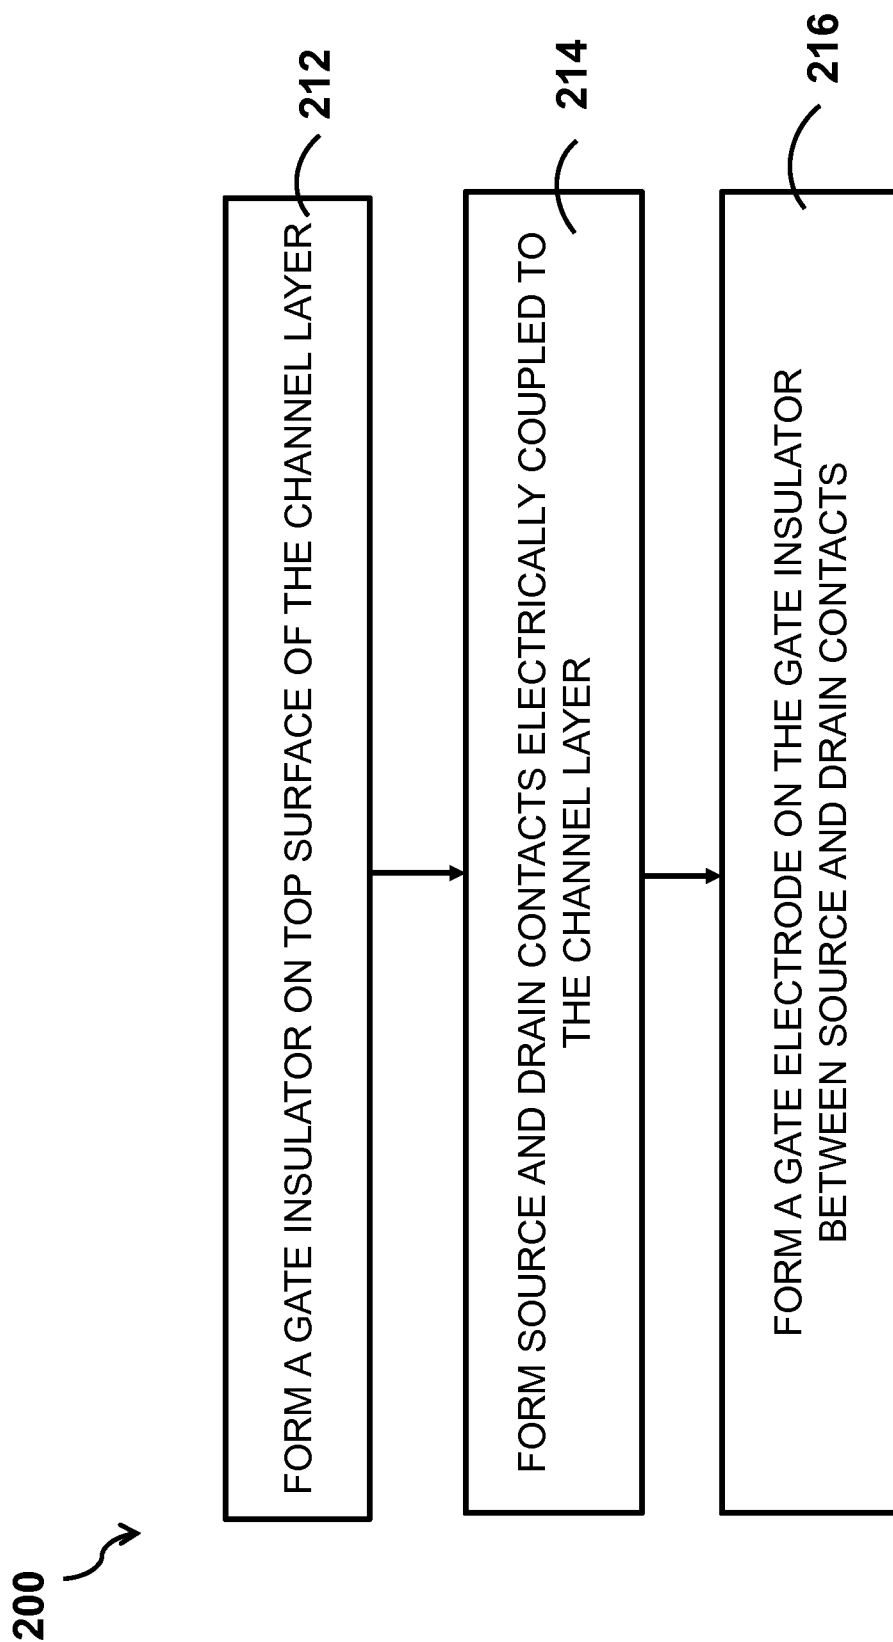 200
FORM A GATE INSULATOR ON TOP SURFACE OF THE CHANNEL LAYER
212
FORM SOURCE AND DRAIN CONTACTS ELECTRICALLY COUPLED TO
THE CHANNEL LAYER
214
FORM A GATE ELECTRODE ON THE GATE INSULATOR
BETWEEN SOURCE AND DRAIN CONTACTS
216